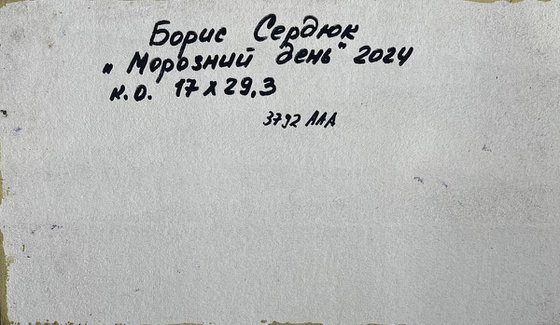 Борис Сердюк
„Морозний день" 2024
к.о. 17 х 29,3
3792 ААА